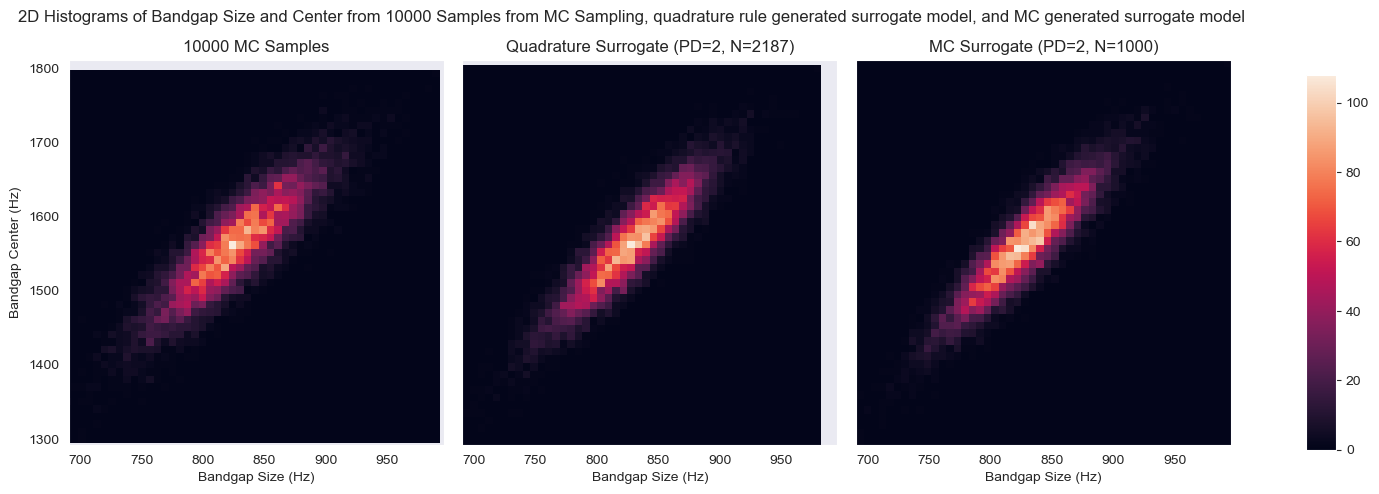 2D Histograms of Bandgap Size and Center from 10000 Samples from MC Sampling, quadrature rule generated surrogate model, and MC generated surrogate model
10000 MC Samples
Quadrature Surrogate (PD=2, N=2187)
MC Surrogate (PD=2, N=1000)
Bandgap Center (Hz)
1800
1700
1600
1500
1400
1300
700 750 800 850 900 950
700 750 800 850 900 950
700 750 800 850 900 950
Bandgap Size (Hz)
Bandgap Size (Hz)
Bandgap Size (Hz)
100
80
60
40
20
0